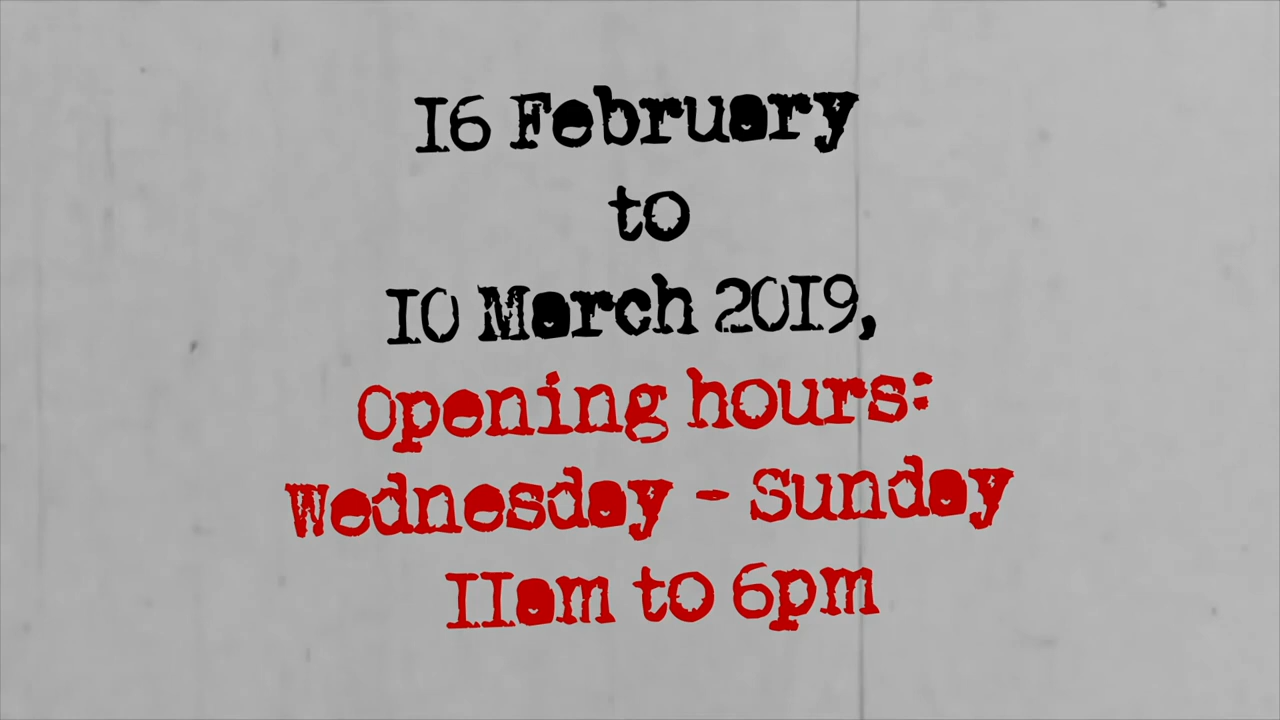 16 February
to
10 March 2019,
Opening hours:
Wednesday - Sunday
11am to 6pm